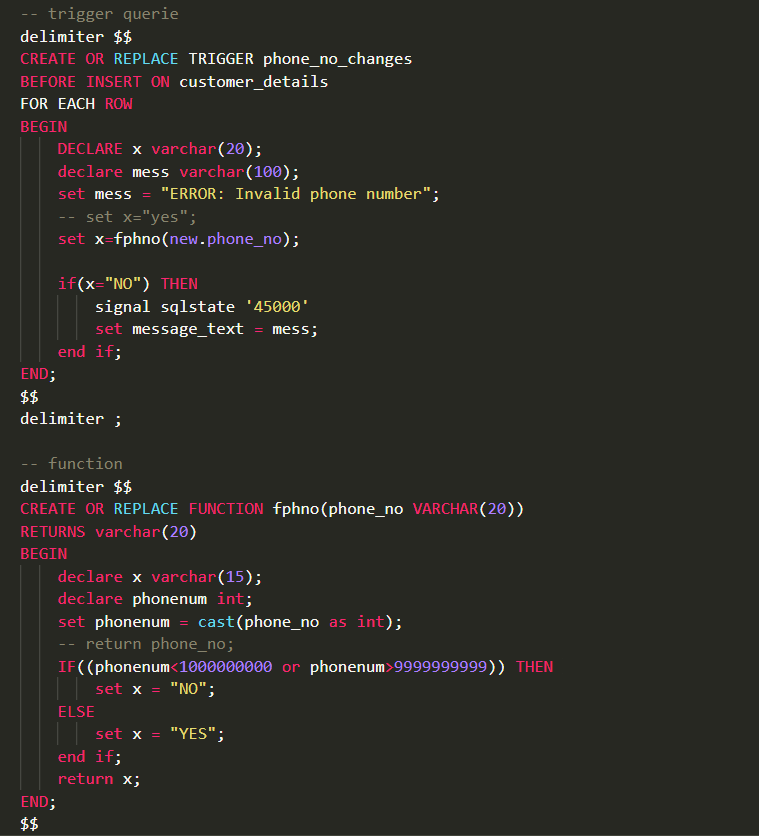 -- trigger querie
delimiter $$
CREATE OR REPLACE TRIGGER phone_no_changes
BEFORE INSERT ON customer_details
FOR EACH ROW
BEGIN
    DECLARE x varchar(20);
    declare mess varchar(100);
    set mess = "ERROR: Invalid phone number";
    -- set x="yes";
    set x=fphno(new.phone_no);

    if(x="NO") THEN
        signal sqlstate '45000'
        set message_text = mess;
    end if;
END;
$$
delimiter ;

-- function
delimiter $$
CREATE OR REPLACE FUNCTION fphno(phone_no VARCHAR(20))
RETURNS varchar(20)
BEGIN
    declare x varchar(15);
    declare phonenum int;
    set phonenum = cast(phone_no as int);
    -- return phone_no;
    IF((phonenum<1000000000 or phonenum>9999999999)) THEN
        set x = "NO";
    ELSE
        set x = "YES";
    end if;
    return x;
END;
$$